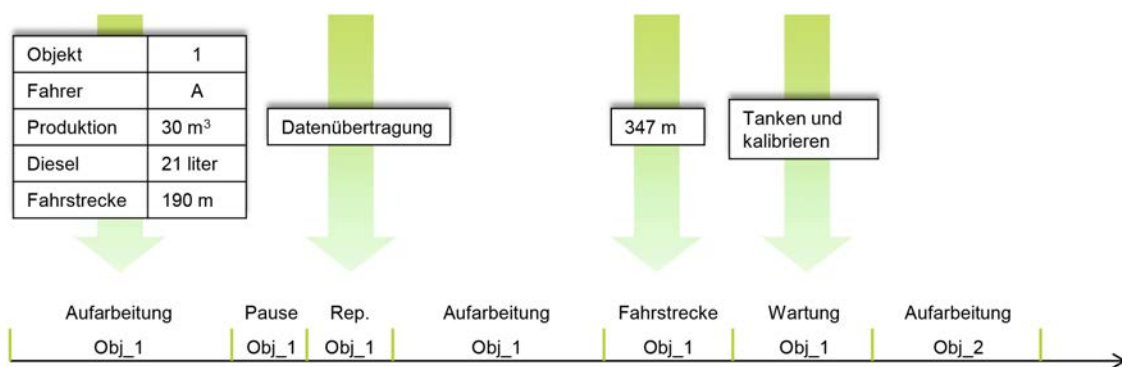 Objekt 1
Fahrer A
Produktion 30 m³
Diesel 21 liter
Fahrstrecke 190 m
Datenübertragung
347 m
Tanken und
kalibrieren
Aufarbeitung Pause Rep. Aufarbeitung Fahrstrecke Wartung Aufarbeitung
Obj_1 Obj_1 Obj_1 Obj_1 Obj_1 Obj_1 Obj_2